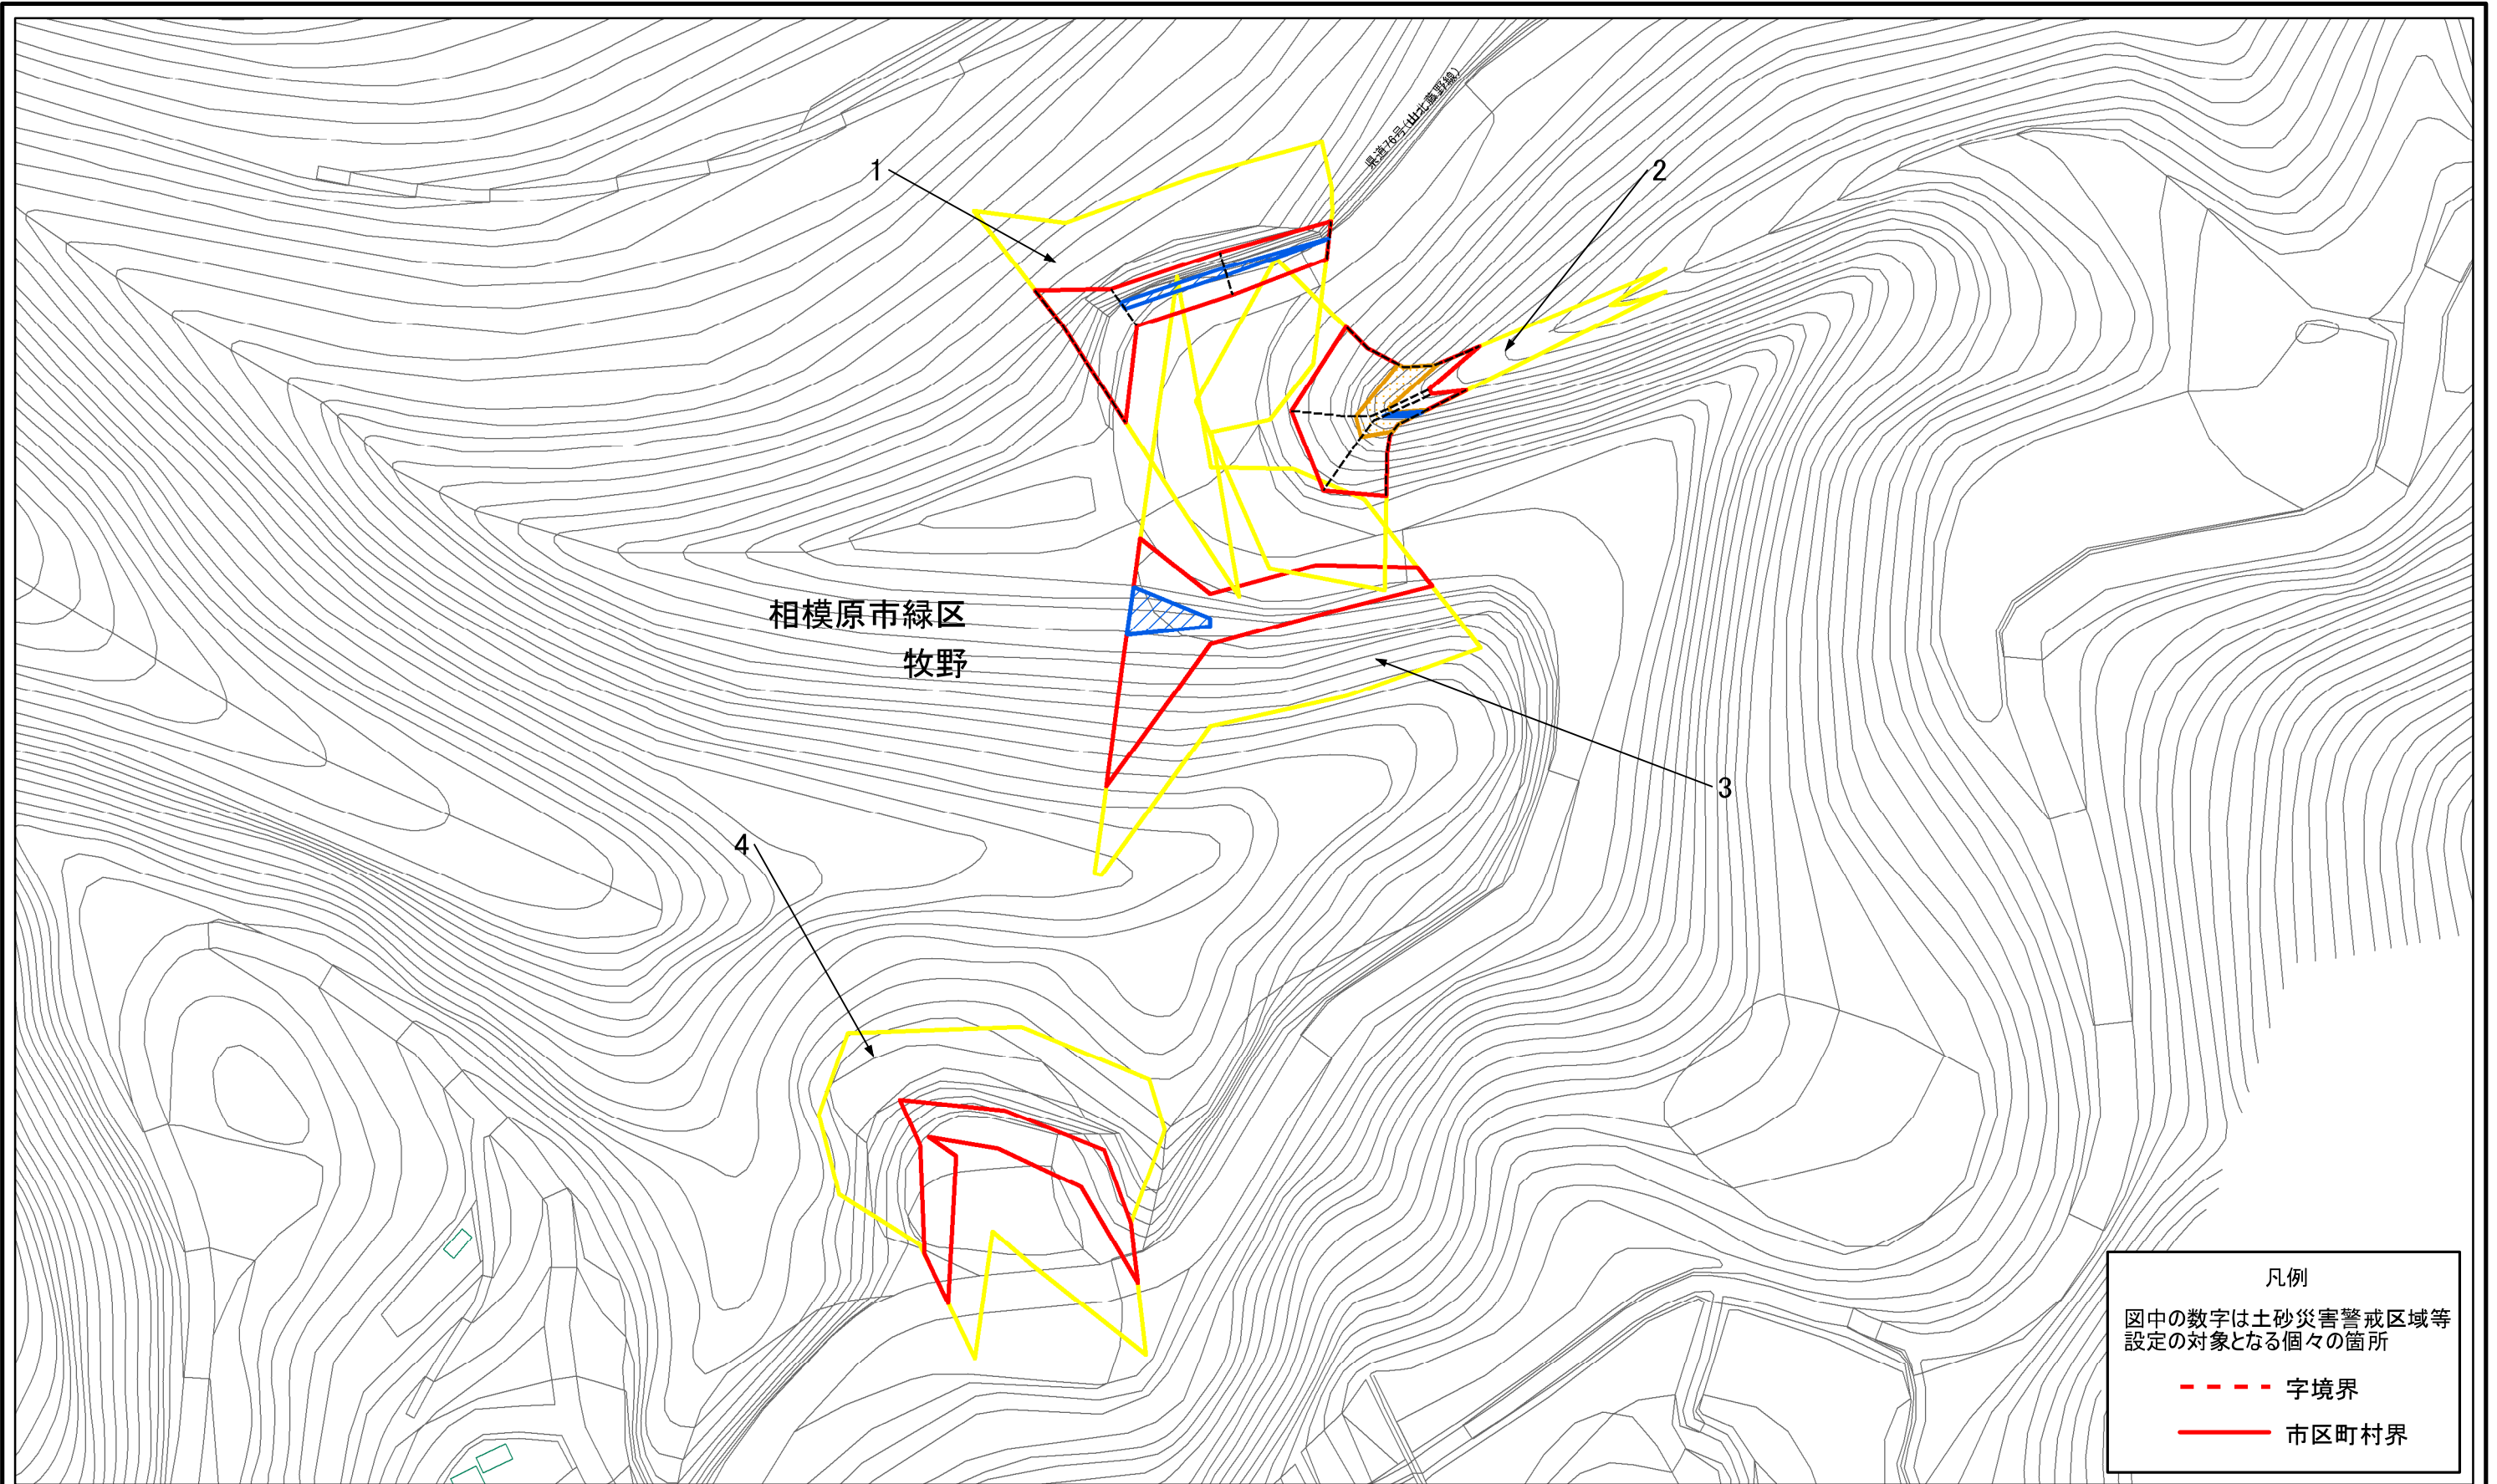 県道76号(山北藤野線)
1
2
相模原市緑区
牧野
3
4
凡例
図中の数字は土砂災害警戒区域等
設定の対象となる個々の箇所
字境界
市区町村界